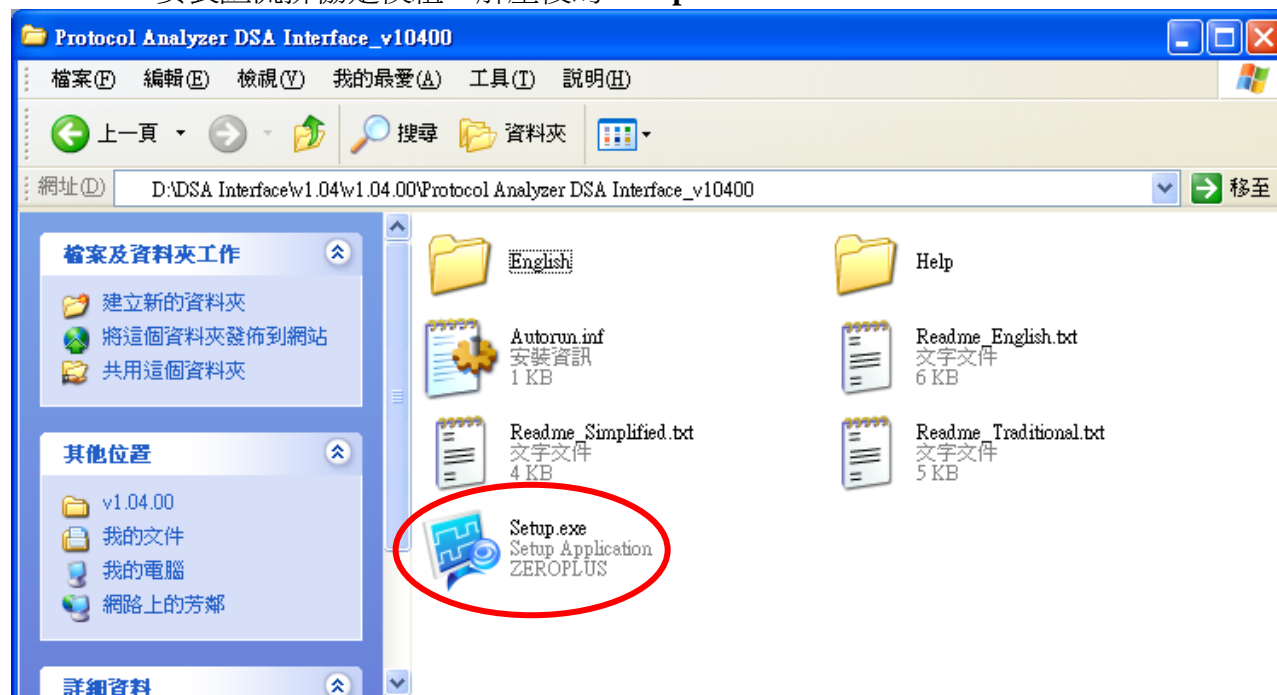 Protocol Analyzer DSA Interface_v10400
檔案(F) 編輯(E) 檢視(V) 我的最愛(A) 工具(T) 說明(H)
上一頁 搜尋 資料夾
網址(D) D:\DSA Interface\v1.04\v1.04.00\Protocol Analyzer DSA Interface_v10400 移至
檔案及資料夾工作
建立新的資料夾
將這個資料夾發佈到網站
共用這個資料夾
其他位置
v1.04.00
我的文件
我的電腦
網路上的芳鄰
詳細資料
English
Help
Autorun.inf
安裝資訊
1 KB
Readme_English.txt
文字文件
6 KB
Readme_Simplified.txt
文字文件
4 KB
Readme_Traditional.txt
文字文件
5 KB
Setup.exe
Setup Application
ZEROPLUS